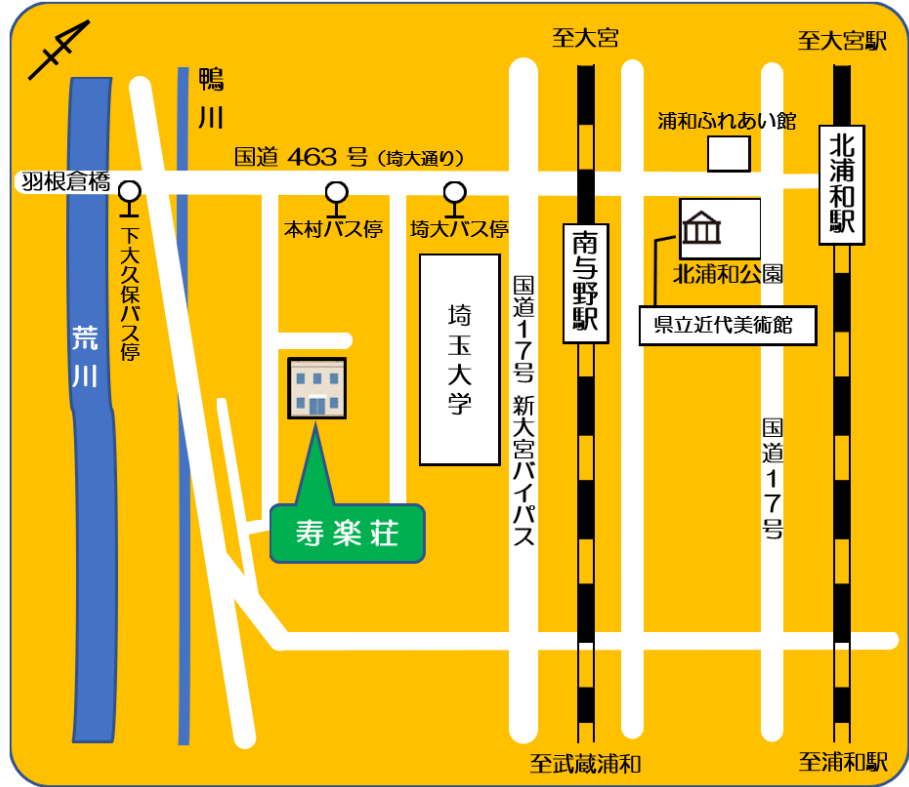 至大宮
至大宮駅
鴨川
浦和ふれあい館
国道 463 号 (埼大通り)
北浦和駅
羽根倉橋
本村バス停
埼大バス停
下大久保バス停
南与野駅
北浦和公園
県立近代美術館
国道17号 新大宮バイパス
荒川
埼玉大学
国道17号
寿楽荘
至武蔵浦和
至浦和駅